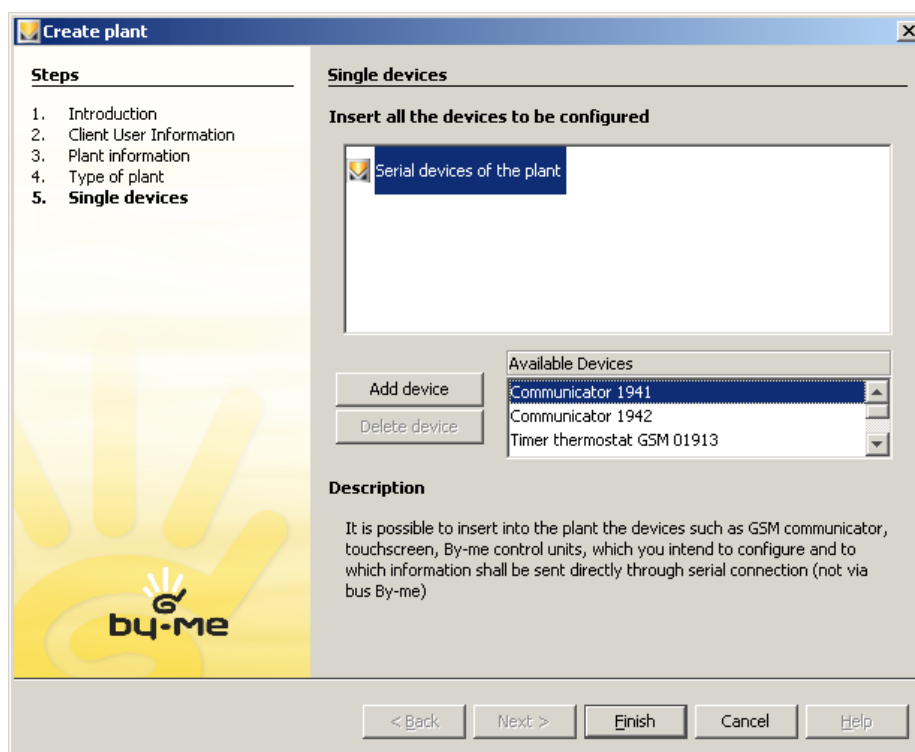 Create plant
Steps
1. Introduction
2. Client User Information
3. Plant information
4. Type of plant
5. Single devices
by-me
Single devices
Insert all the devices to be configured
Serial devices of the plant
Add device
Delete device
Available Devices
Communicator 1941
Communicator 1942
Timer thermostat GSM 01913
Description
It is possible to insert into the plant the devices such as GSM communicator,
touchscreen, By-me control units, which you intend to configure and to
which information shall be sent directly through serial connection (not via
bus By-me)
< Back
Next >
Finish
Cancel
Help